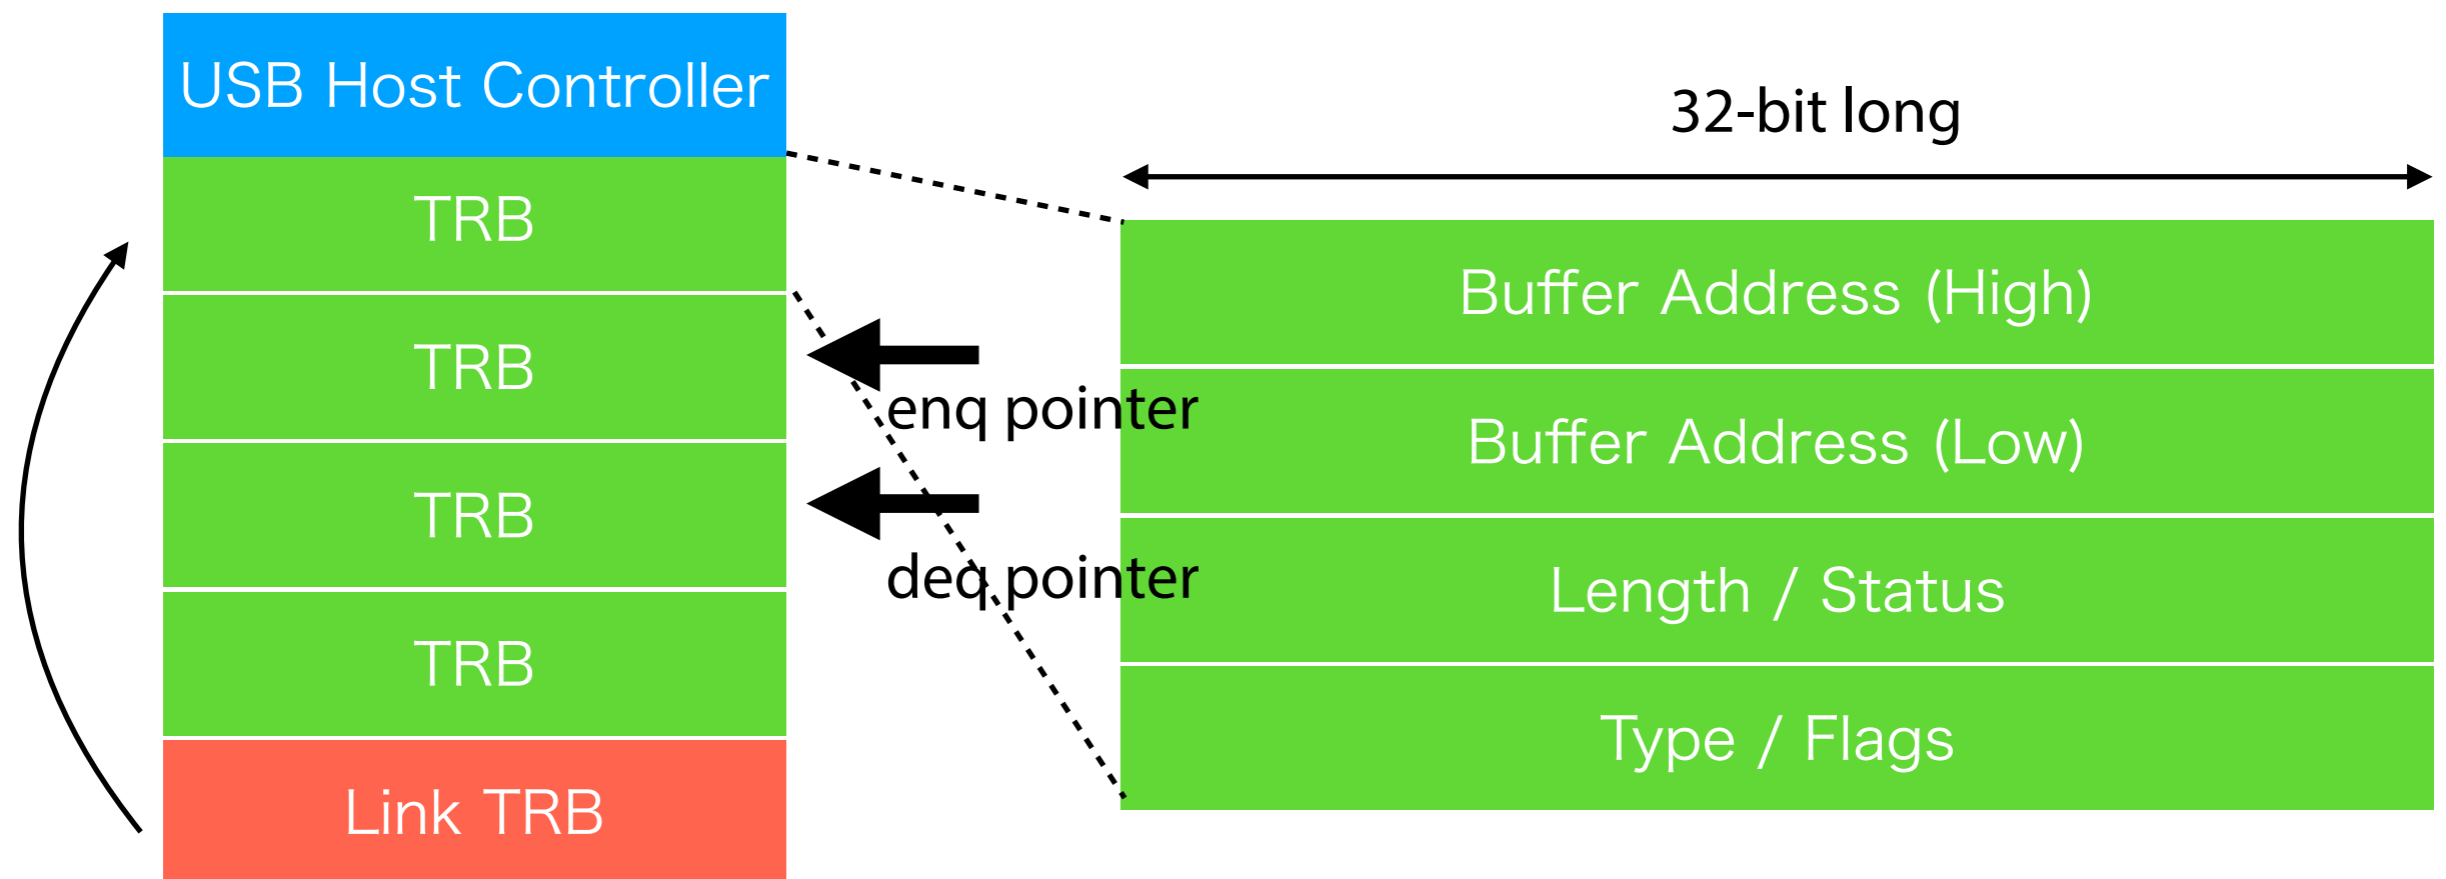 USB Host Controller
TRB
TRB
TRB
TRB
Link TRB
enq pointer
deq pointer
32-bit long
Buffer Address (High)
Buffer Address (Low)
Length / Status
Type / Flags